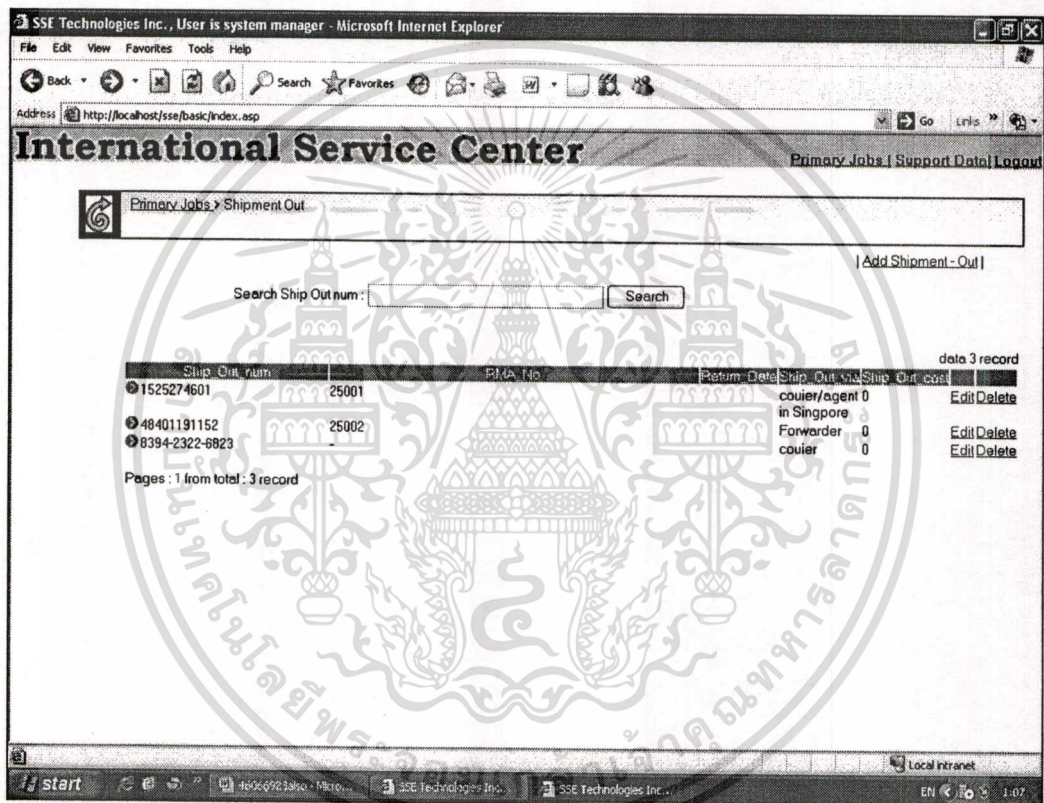 SSE Technologies Inc., User is system manager - Microsoft Internet Explorer
File Edit View Favorites Tools Help
Back Search Favorites
Address http://localhost/sse/basic/index.asp Go Links »
International Service Center
Primary Jobs | Support Data | Logout
Primary Jobs > Shipment Out
| Add Shipment - Out |
Search Ship Out num : Search
data 3 record
Ship_Out_num RMA_No Return_Date Ship_Out_via Ship_Out_cost
1525274601 25001 couier/agent 0 Edit Delete
in Singpore
48401191152 25002 Forwarder 0 Edit Delete
8394-2322-6823 - couier 0 Edit Delete
Pages : 1 from total : 3 record
Local intranet
start SSE Technologies Inc... SSE Technologies Inc... EN 1:07